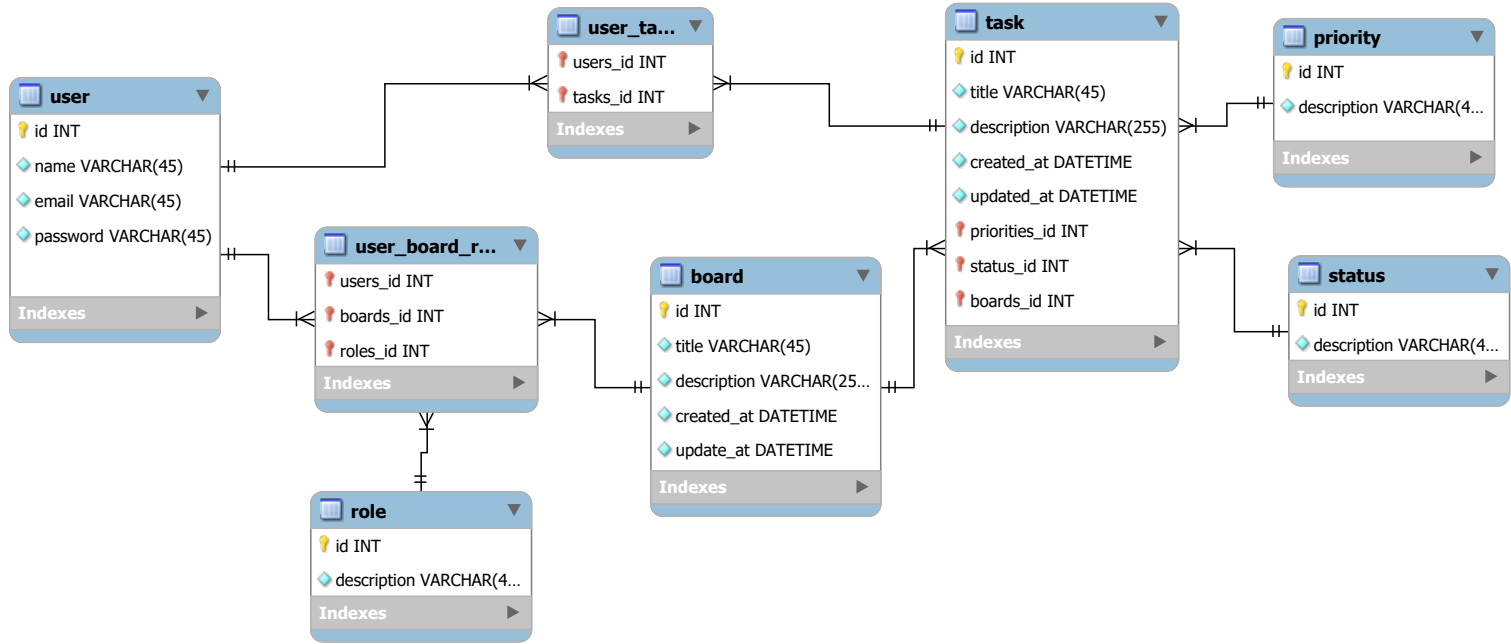 user
id INT
name VARCHAR(45)
email VARCHAR(45)
password VARCHAR(45)
Indexes
user_ta...
users_id INT
tasks_id INT
Indexes
user_board_r...
users_id INT
boards_id INT
roles_id INT
Indexes
role
id INT
description VARCHAR(4...
Indexes
board
id INT
title VARCHAR(45)
description VARCHAR(25...
created_at DATETIME
update_at DATETIME
Indexes
task
id INT
title VARCHAR(45)
description VARCHAR(255)
created_at DATETIME
updated_at DATETIME
priorities_id INT
status_id INT
boards_id INT
Indexes
priority
id INT
description VARCHAR(4...
Indexes
status
id INT
description VARCHAR(4...
Indexes